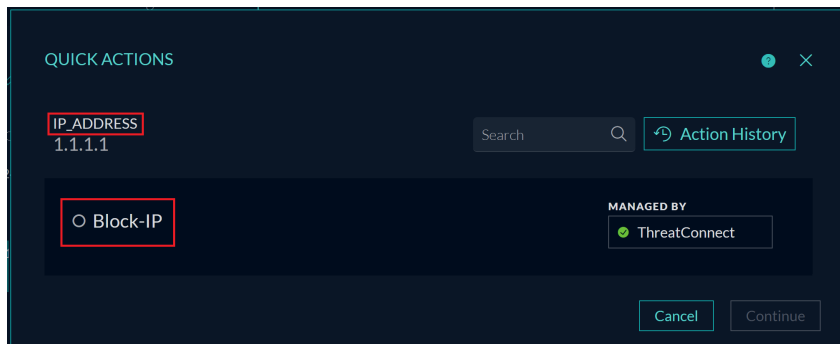 QUICK ACTIONS
?
IP_ADDRESS
1.1.1.1
Search
Action History
Block-IP
MANAGED BY
ThreatConnect
Cancel
Continue